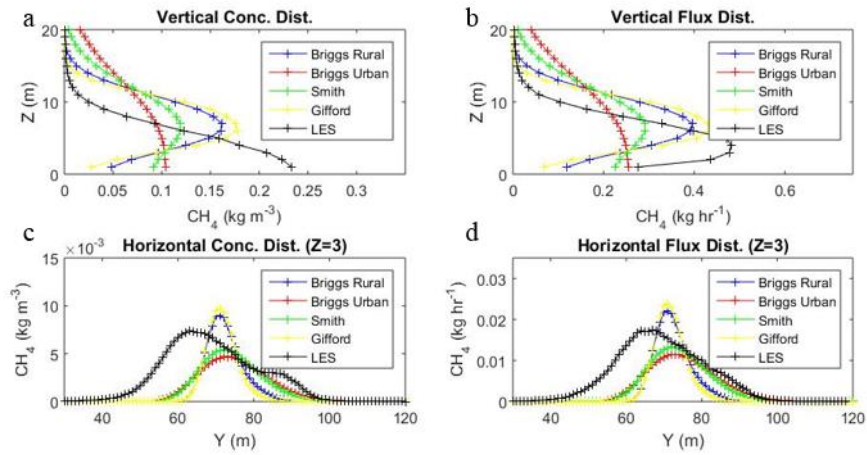 a Vertical Conc. Dist.
20
10
0
Z (m)
Briggs Rural
Briggs Urban
Smith
Gifford
LES
0 0.05 0.1 0.15 0.2 0.25 0.3
CH4 (kg m-3)
b Vertical Flux Dist.
20
10
0
Z (m)
Briggs Rural
Briggs Urban
Smith
Gifford
LES
0 0.2 0.4 0.6
CH4 (kg hr-1)
c Horizontal Conc. Dist. (Z=3)
× 10-3
15
10
5
0
CH4 (kg m-3)
Briggs Rural
Briggs Urban
Smith
Gifford
LES
40 60 80 100 120
Y (m)
d Horizontal Flux Dist. (Z=3)
0.03
0.02
0.01
0
CH4 (kg hr-1)
Briggs Rural
Briggs Urban
Smith
Gifford
LES
40 60 80 100 120
Y (m)